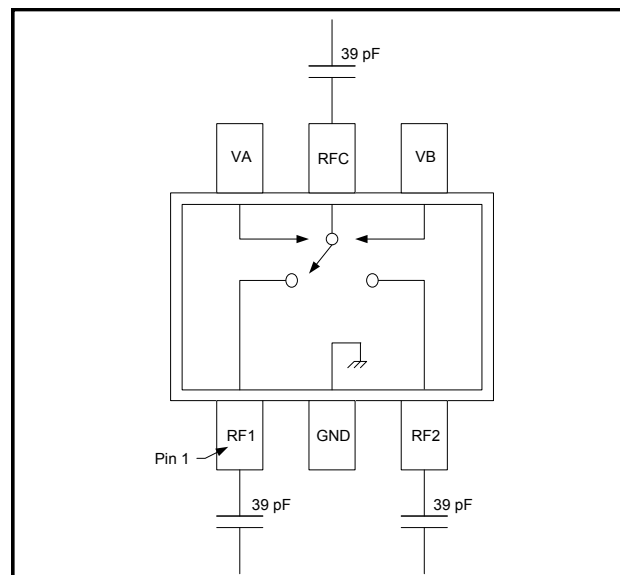 39 pF
VA
RFC
VB
RF1
GND
RF2
Pin 1
39 pF
39 pF